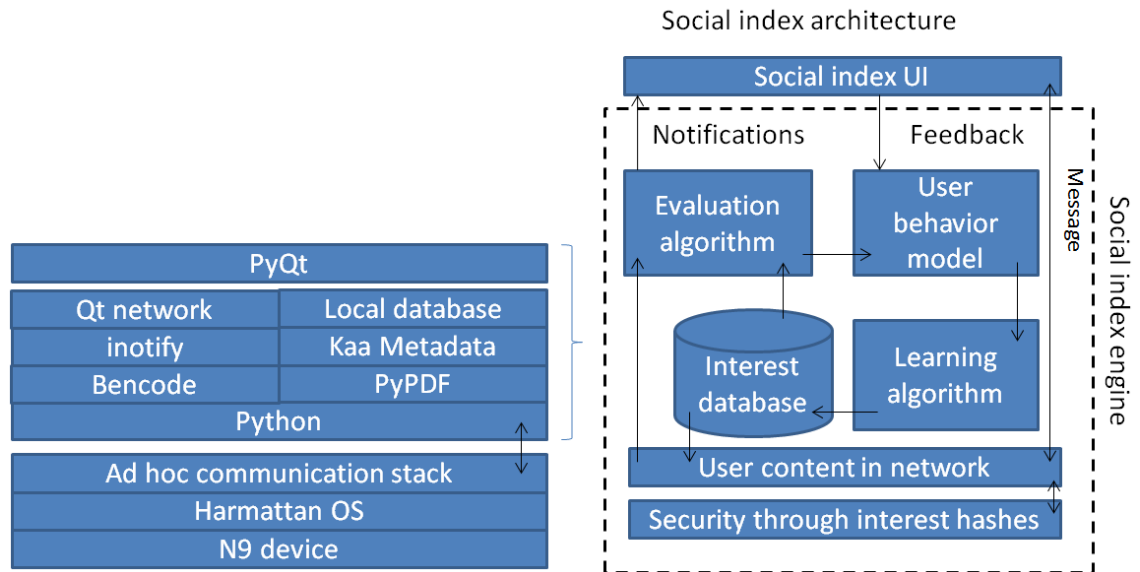 Social index architecture
Social index UI
Notifications
Feedback
Evaluation
algorithm
User
behavior
model
Message
Social index engine
Interest
database
Learning
algorithm
User content in network
Security through interest hashes
PyQt
Qt network
Local database
inotify
Kaa Metadata
Bencode
PyPDF
Python
Ad hoc communication stack
Harmattan OS
N9 device